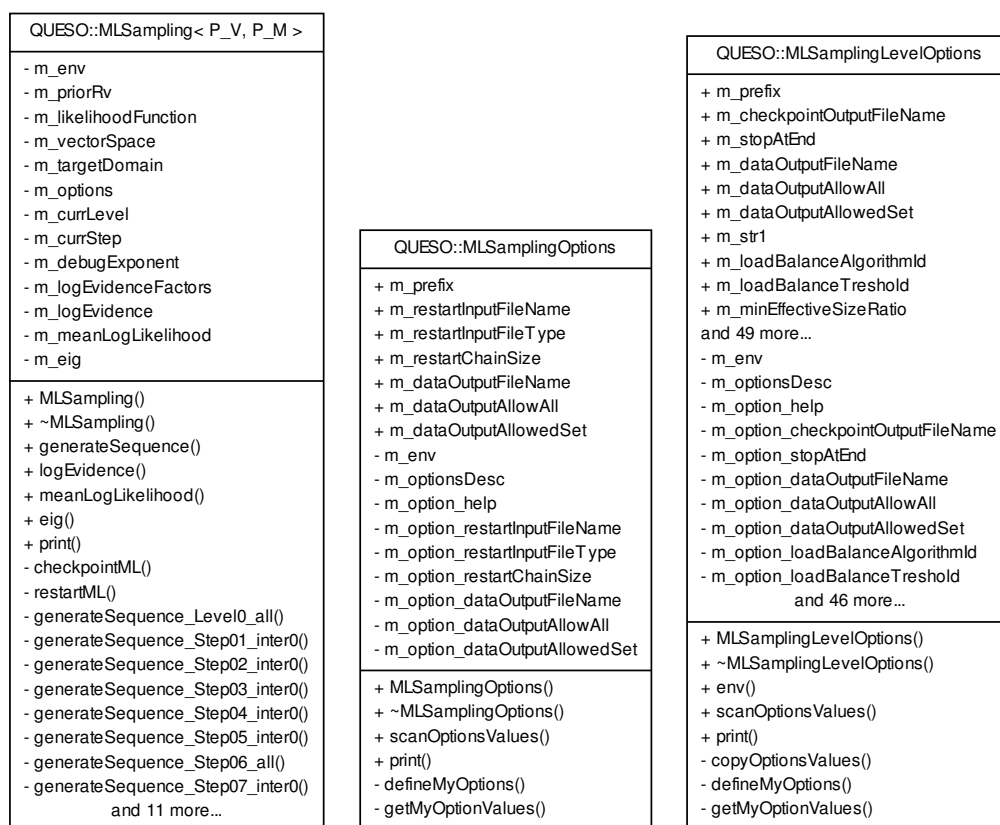 QUESO::MLSampling< P_V, P_M >
- m_env
- m_priorRv
- m_likelihoodFunction
- m_vectorSpace
- m_targetDomain
- m_options
- m_currLevel
- m_currStep
- m_debugExponent
- m_logEvidenceFactors
- m_logEvidence
- m_meanLogLikelihood
- m_eig
+ MLSampling()
+ ~MLSampling()
+ generateSequence()
+ logEvidence()
+ meanLogLikelihood()
+ eig()
+ print()
- checkpointML()
- restartML()
- generateSequence_Level0_all()
- generateSequence_Step01_inter0()
- generateSequence_Step02_inter0()
- generateSequence_Step03_inter0()
- generateSequence_Step04_inter0()
- generateSequence_Step05_inter0()
- generateSequence_Step06_all()
- generateSequence_Step07_inter0()
and 11 more...
QUESO::MLSamplingOptions
+ m_prefix
+ m_restartInputFileName
+ m_restartInputFileType
+ m_restartChainSize
+ m_dataOutputFileName
+ m_dataOutputAllowAll
+ m_dataOutputAllowedSet
- m_env
- m_optionsDesc
- m_option_help
- m_option_restartInputFileName
- m_option_restartInputFileType
- m_option_restartChainSize
- m_option_dataOutputFileName
- m_option_dataOutputAllowAll
- m_option_dataOutputAllowedSet
+ MLSamplingOptions()
+ ~MLSamplingOptions()
+ scanOptionsValues()
+ print()
- defineMyOptions()
- getMyOptionValues()
QUESO::MLSamplingLevelOptions
+ m_prefix
+ m_checkpointOutputFileName
+ m_stopAtEnd
+ m_dataOutputFileName
+ m_dataOutputAllowAll
+ m_dataOutputAllowedSet
+ m_str1
+ m_loadBalanceAlgorithmId
+ m_loadBalanceTreshold
+ m_minEffectiveSizeRatio
and 49 more...
- m_env
- m_optionsDesc
- m_option_help
- m_option_checkpointOutputFileName
- m_option_stopAtEnd
- m_option_dataOutputFileName
- m_option_dataOutputAllowAll
- m_option_dataOutputAllowedSet
- m_option_loadBalanceAlgorithmId
- m_option_loadBalanceTreshold
and 46 more...
+ MLSamplingLevelOptions()
+ ~MLSamplingLevelOptions()
+ env()
+ scanOptionsValues()
+ print()
- copyOptionsValues()
- defineMyOptions()
- getMyOptionValues()